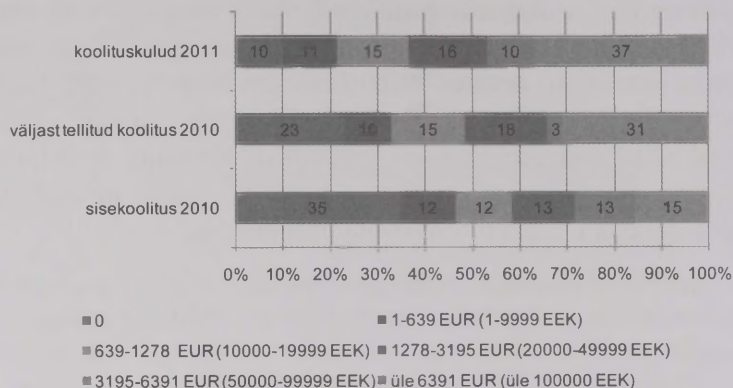 koolituskulud 2011 10 11 15 16 10 37
väljast tellitud koolitus 2010 23 10 15 18 3 31
sisekoolitus 2010 35 12 12 13 13 15
0% 10% 20% 30% 40% 50% 60% 70% 80% 90% 100%
0 1-639 EUR (1-9999 EEK)
639-1278 EUR (10000-19999 EEK) 1278-3195 EUR (20000-49999 EEK)
3195-6391 EUR (50000-99999 EEK) üle 6391 EUR (üle 100000 EEK)